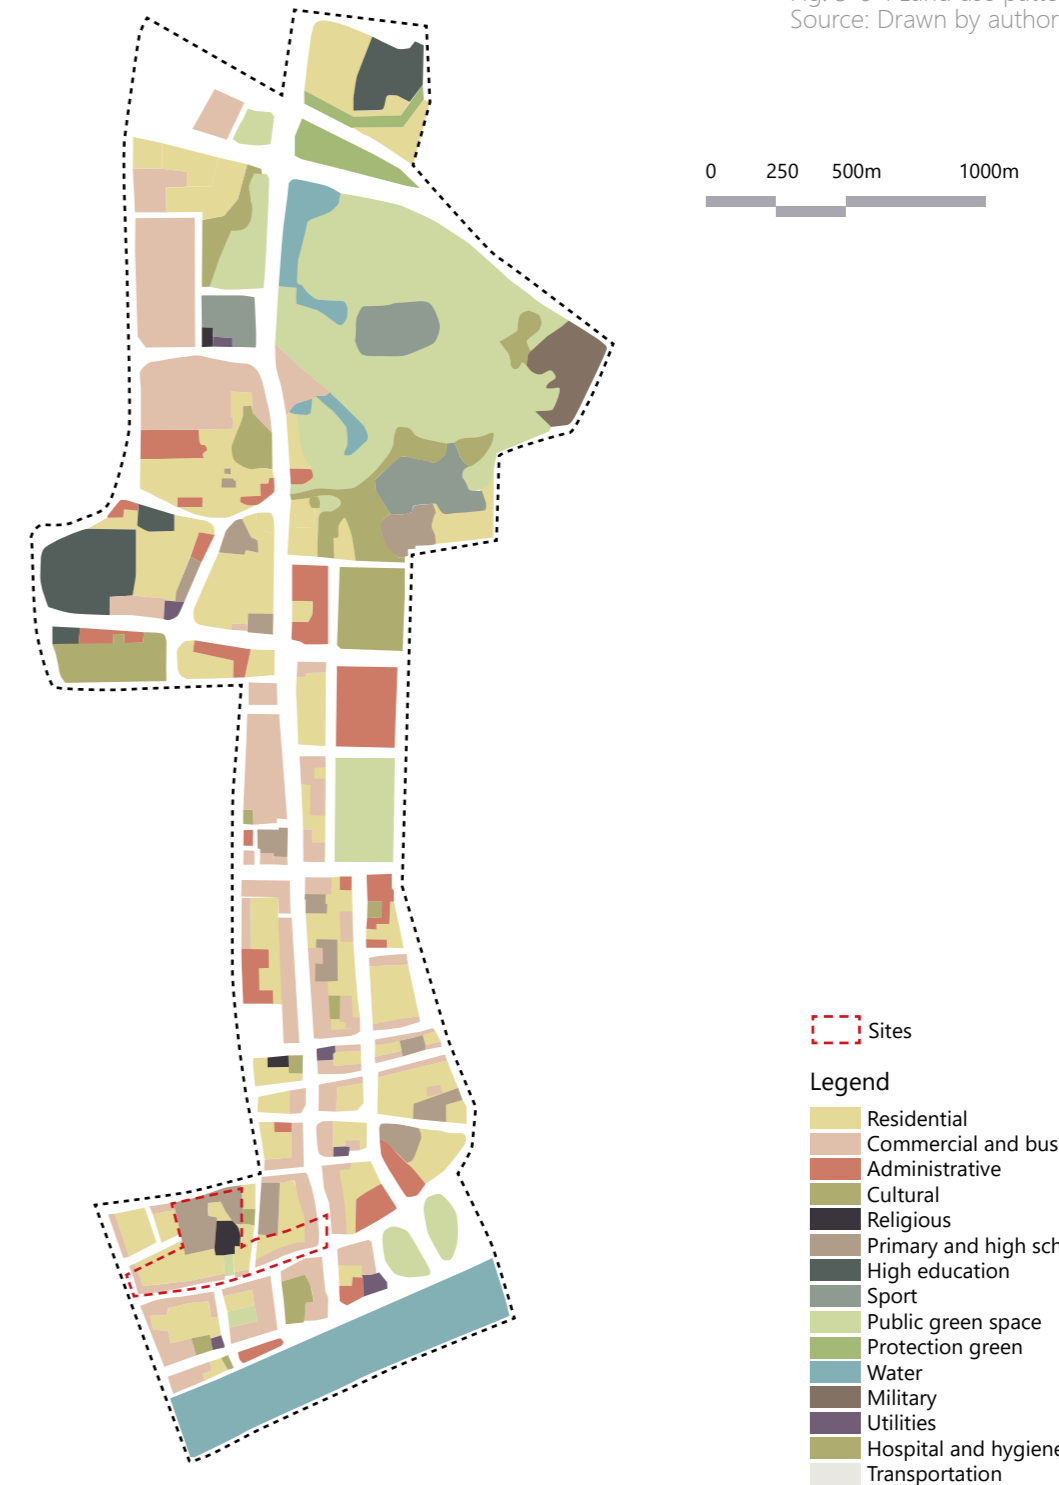 Source: Drawn by author
0 250 500m 1000m
Sites
Legend
Residential
Commercial and bus
Administrative
Cultural
Religious
Primary and high sch
High education
Sport
Public green space
Protection green
Water
Military
Utilities
Hospital and hygiene
Transportation